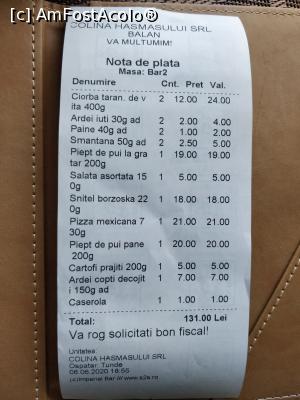 [©] AmFostAcolo®
COLINA HASMASULUI SRL
BALAN
VA MULTUMIM!
Nota de plata
Masa: Bar2
Denumire Cnt. Pret Val.
Ciorba taran. de v 2 12.00 24.00
ita 400g
Ardei iuti 30g ad 2 2.00 4.00
Paine 40g ad 2 1.00 2.00
Smantana 50g ad 2 2.50 5.00
Piept de pui la gra 1 19.00 19.00
tar 200g
Salata asortata 15 1 5.00 5.00
0g
Snitel borzoska 22 1 18.00 18.00
0g
Pizza mexicana 7 1 21.00 21.00
30g
Piept de pui pane 1 20.00 20.00
200g
Cartofi prajiti 200g 1 5.00 5.00
Ardei copti decojit 1 7.00 7.00
i 150g ad
Caserola 1 1.00 1.00
Total: 131.00 Lei
Va rog solicitati bon fiscal!
Unitatea:
COLINA HASMASULUI SRL
Ospatar: Tunde
06.06.2020 18:55
(c)Imperial Bar /// www.s2s.ro